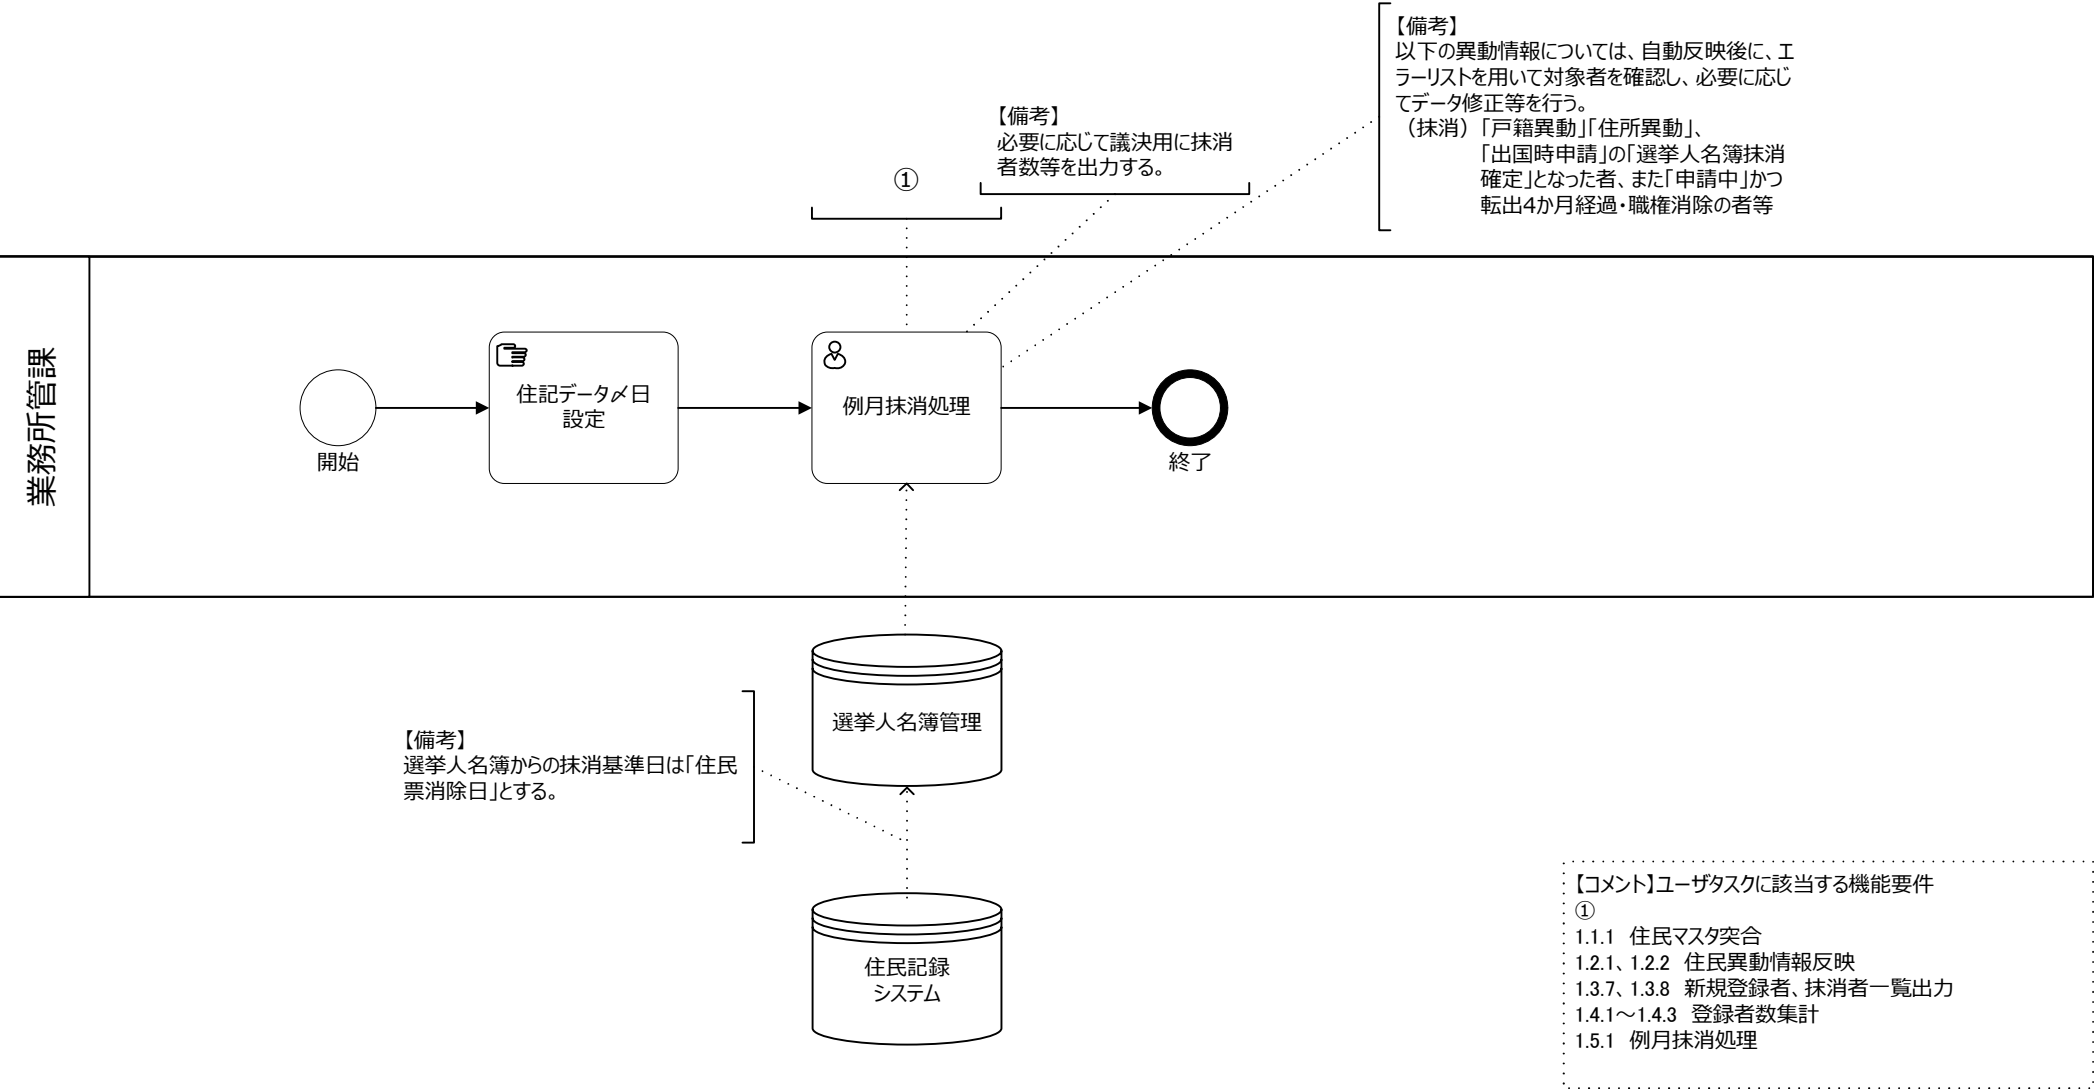 【備考】
以下の異動情報については、自動反映後に、エ
ラーリストを用いて対象者を確認し、必要に応じ
てデータ修正等を行う。
（抹消）「戸籍異動」「住所異動」、
「出国時申請」の「選挙人名簿抹消
確定」となった者、また「申請中」かつ
転出4か月経過・職権消除の者等
【備考】
必要に応じて議決用に抹消
者数等を出力する。
①
業務所管課
開始
住記データ〆日
設定
例月抹消処理
終了
選挙人名簿管理
【備考】
選挙人名簿からの抹消基準日は「住民
票消除日」とする。
住民記録
システム
【コメント】ユーザタスクに該当する機能要件
①
1.1.1 住民マスタ突合
1.2.1、1.2.2 住民異動情報反映
1.3.7、1.3.8 新規登録者、抹消者一覧出力
1.4.1～1.4.3 登録者数集計
1.5.1 例月抹消処理